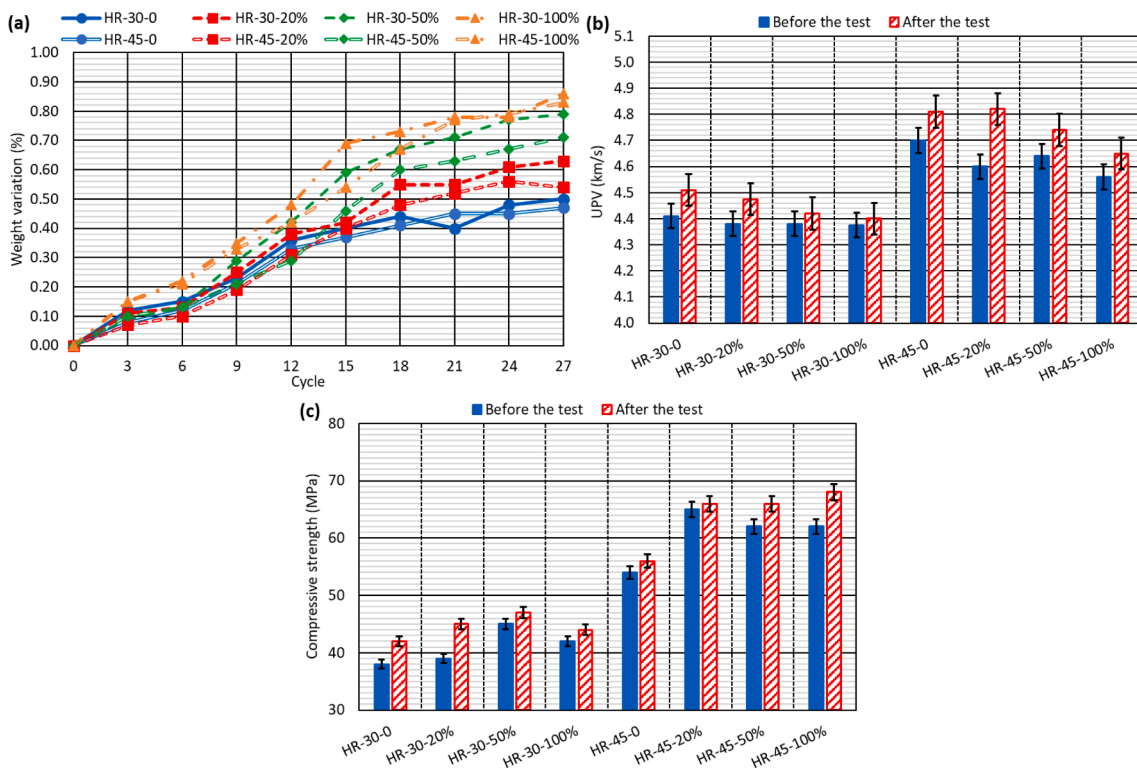 (a)
HR-30-0 HR-30-20% HR-30-50% HR-30-100%
HR-45-0 HR-45-20% HR-45-50% HR-45-100%
Weight variation (%)
1.00
0.90
0.80
0.70
0.60
0.50
0.40
0.30
0.20
0.10
0.00
0 3 6 9 12 15 18 21 24 27
Cycle
(b)
Before the test After the test
UPV (km/s)
5.1
5.0
4.9
4.8
4.7
4.6
4.5
4.4
4.3
4.2
4.1
4.0
HR-30-0 HR-30-20% HR-30-50% HR-30-100% HR-45-0 HR-45-20% HR-45-50% HR-45-100%
(c)
Before the test After the test
Compressive strength (MPa)
80
70
60
50
40
30
HR-30-0 HR-30-20% HR-30-50% HR-30-100% HR-45-0 HR-45-20% HR-45-50% HR-45-100%